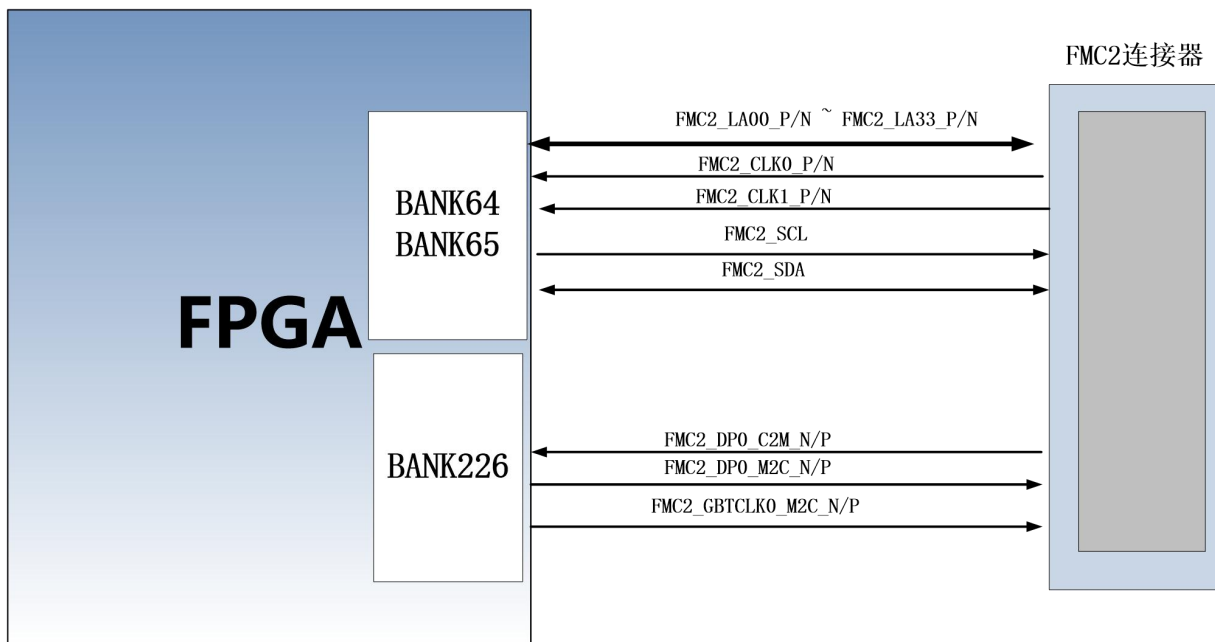 FMC2连接器
FMC2_LA00_P/N ~ FMC2_LA33_P/N
FMC2_CLK0_P/N
FMC2_CLK1_P/N
FMC2_SCL
FMC2_SDA
BANK64
BANK65
FPGA
FMC2_DP0_C2M_N/P
FMC2_DP0_M2C_N/P
FMC2_GBTCLK0_M2C_N/P
BANK226